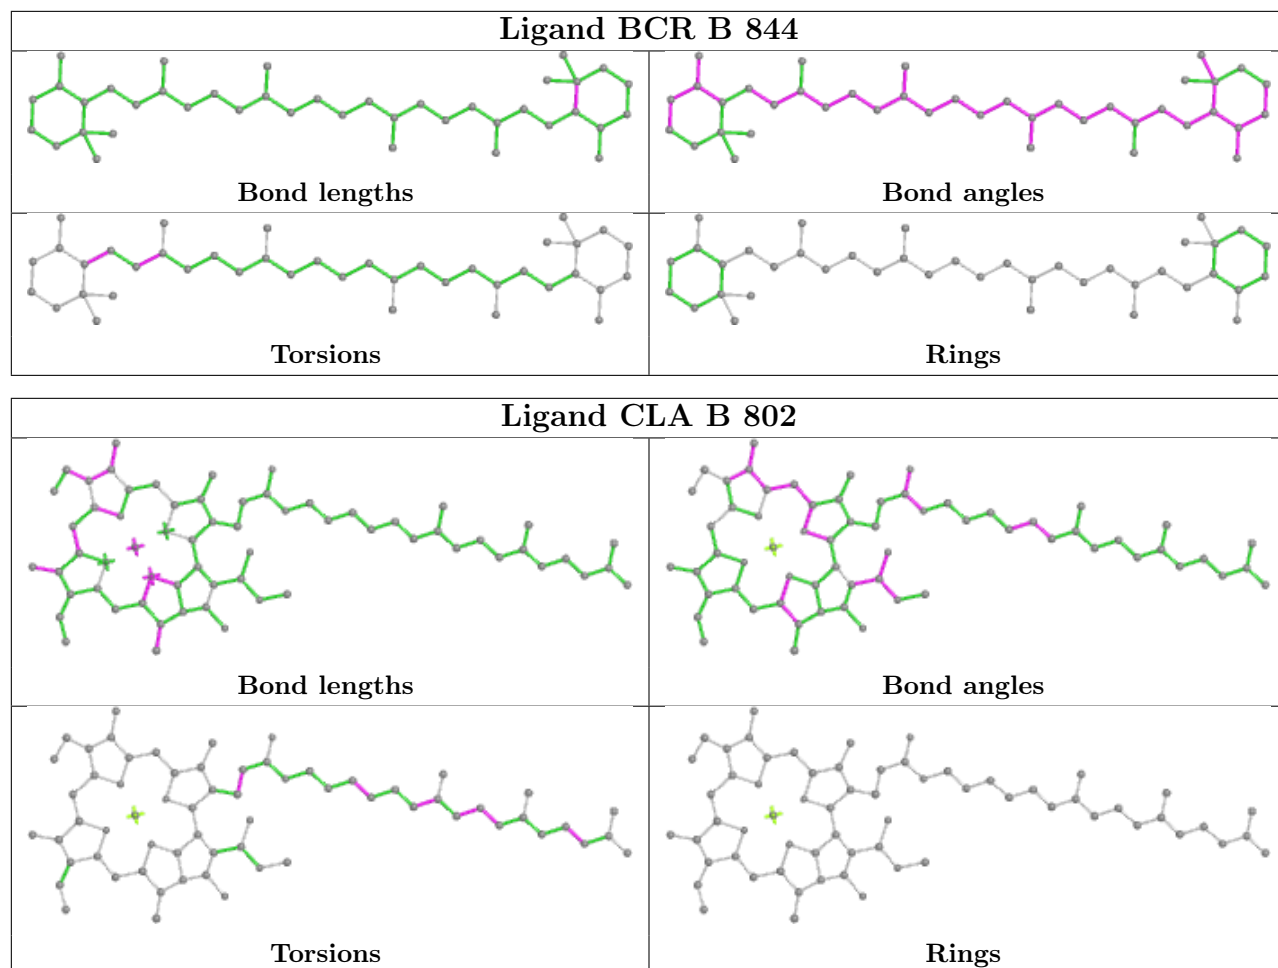 Ligand BCR B 844
Bond lengths
Bond angles
Torsions
Rings
Ligand CLA B 802
Bond lengths
Bond angles
Torsions
Rings